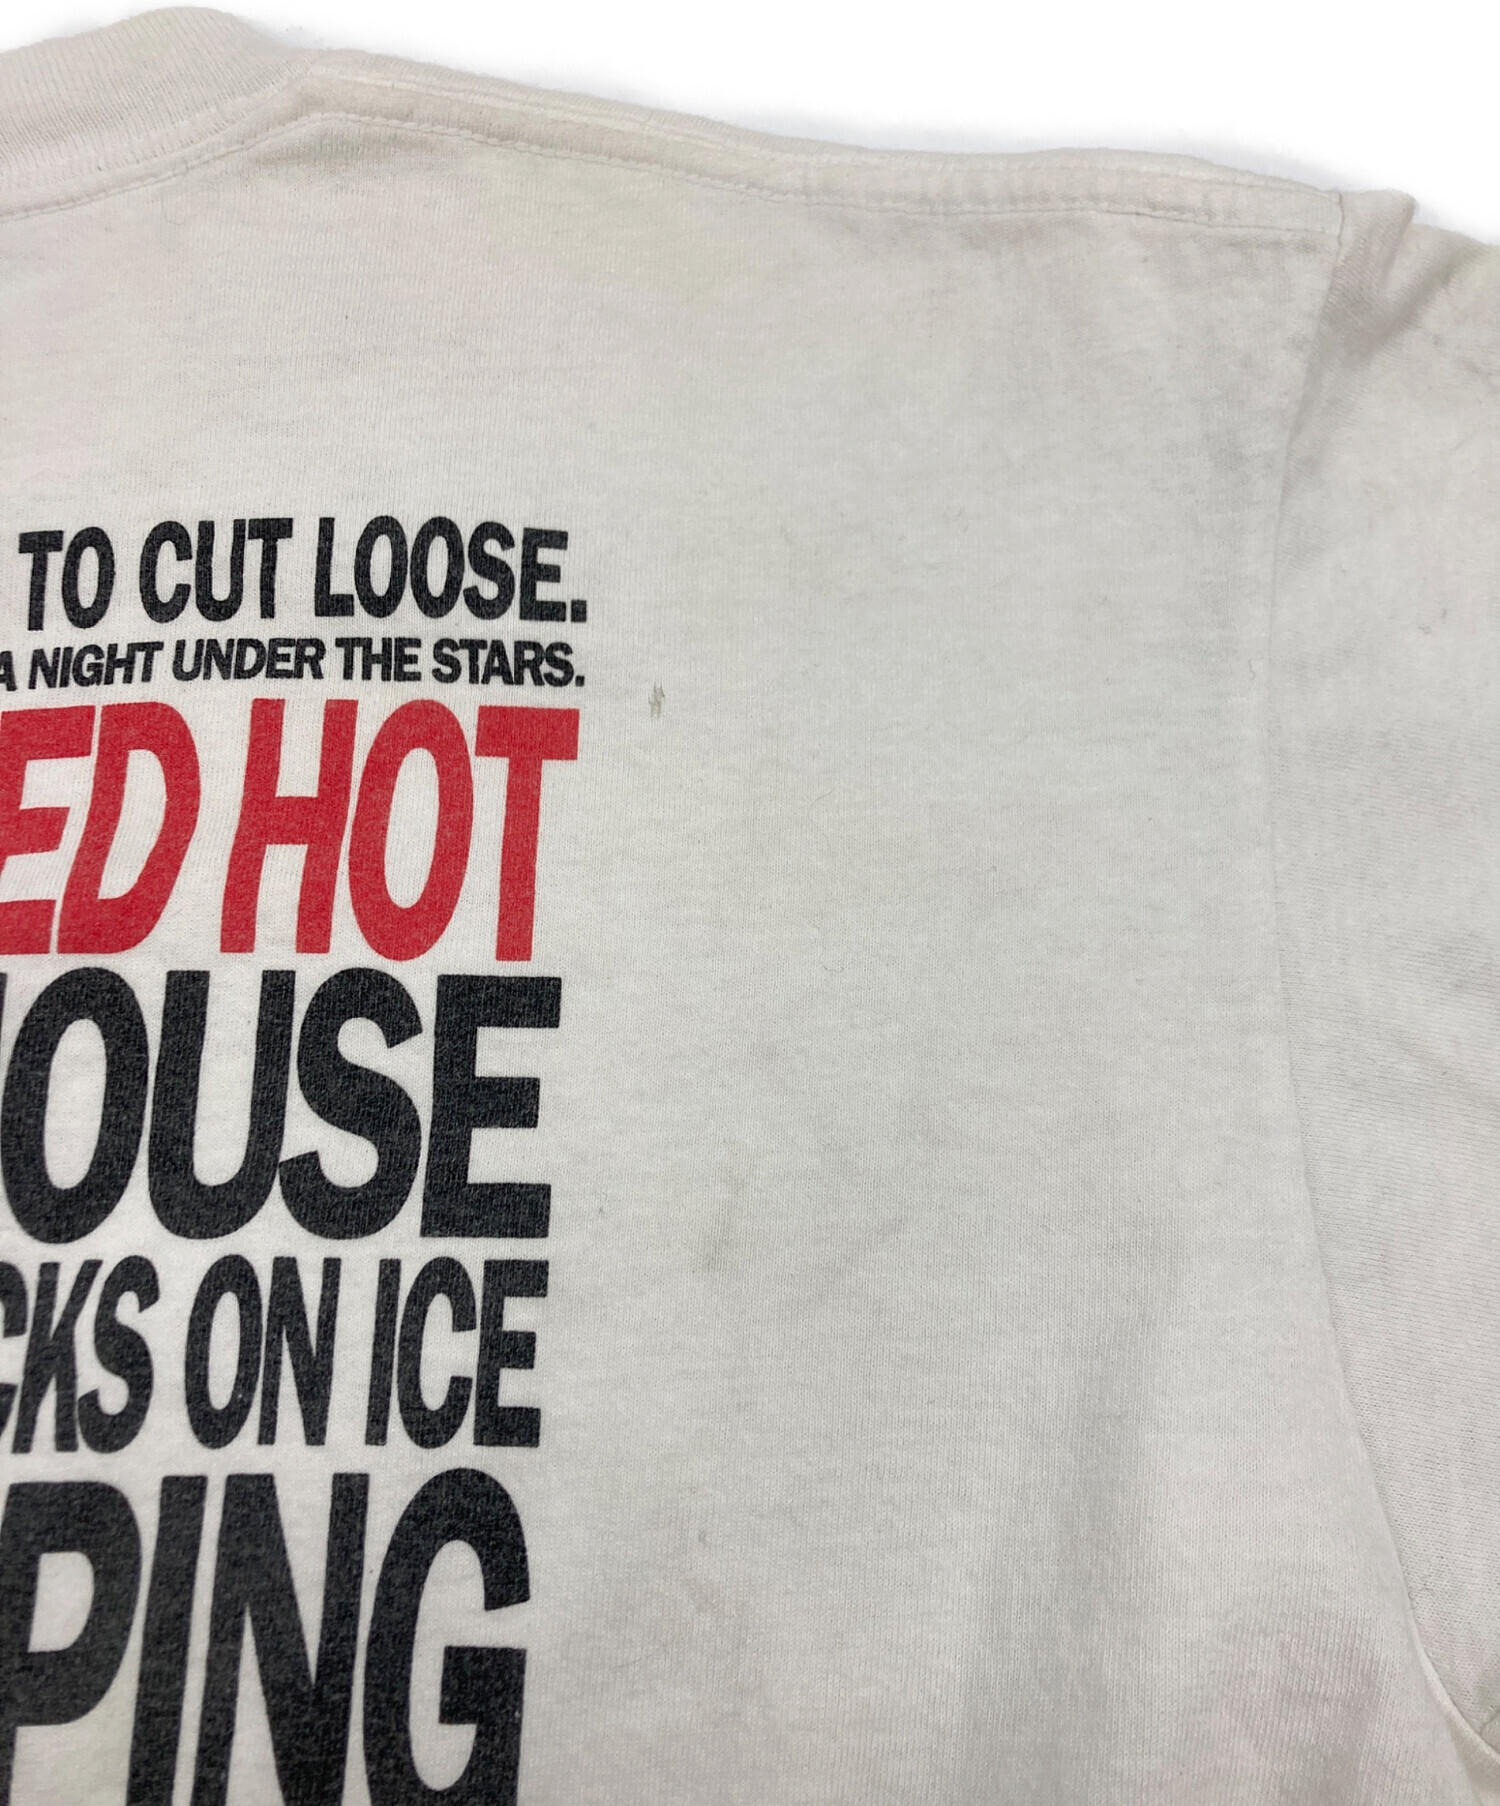 TO CUT LOOSE.
A NIGHT UNDER THE STARS.
ED HOT
OUSE
CKS ON ICE
PING